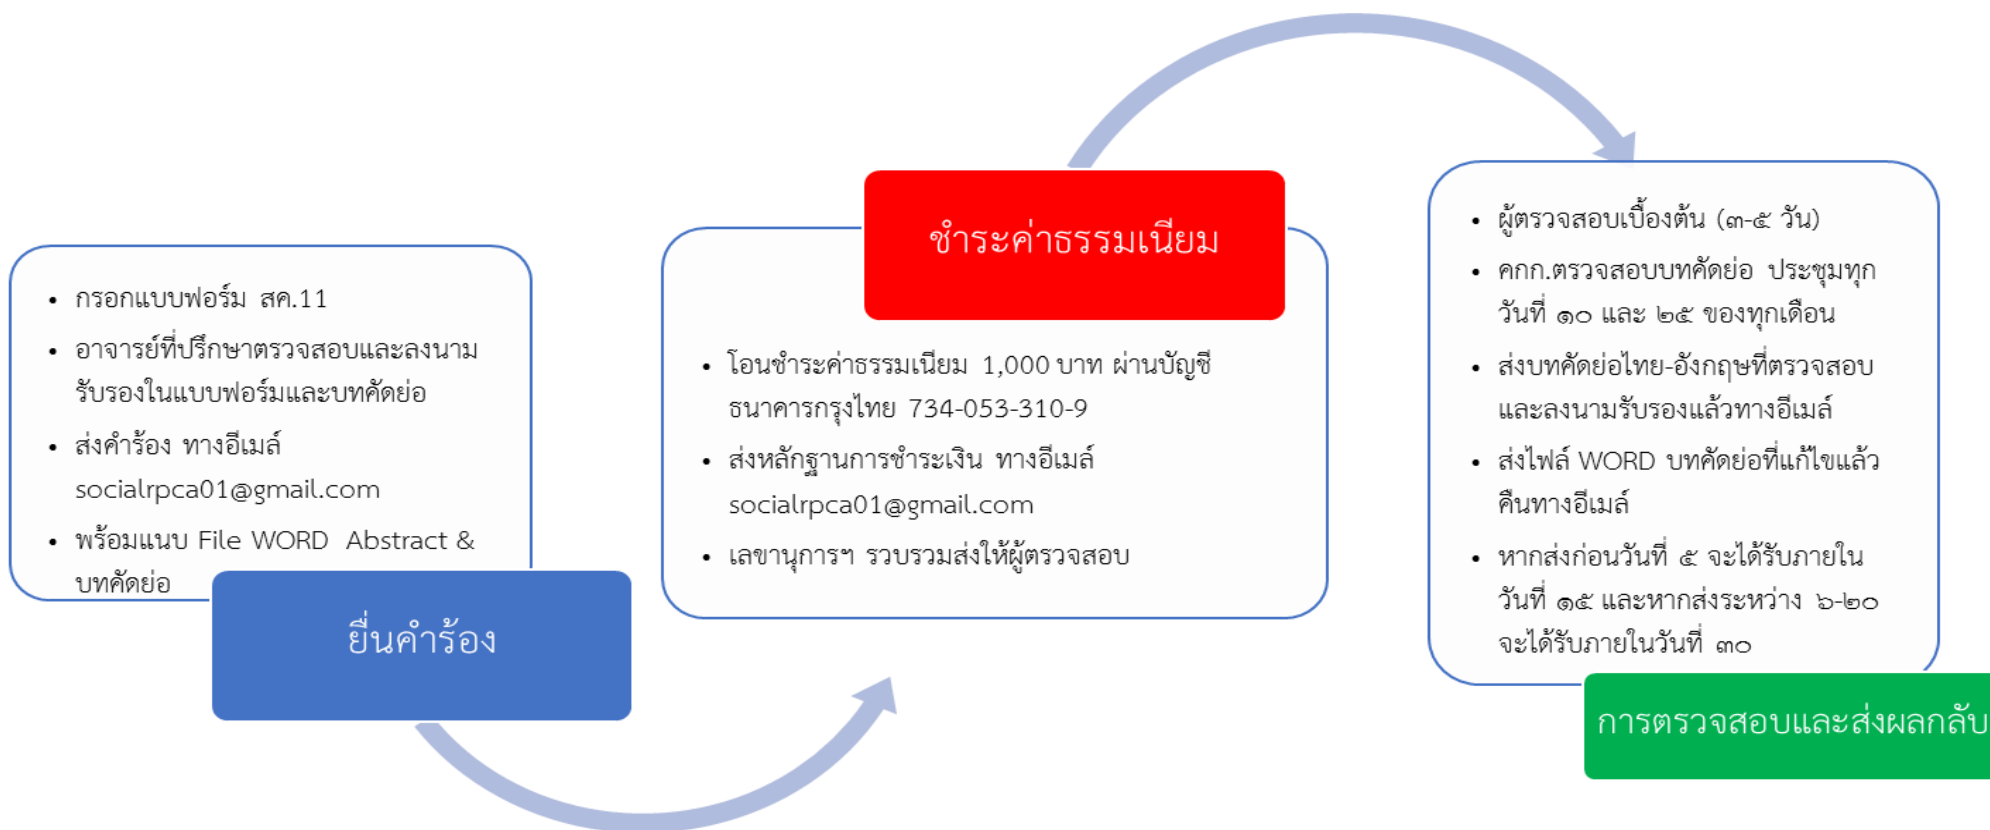 • กรอกแบบฟอร์ม สค.11
• อาจารย์ที่ปรึกษาตรวจสอบและลงนาม
รับรองในแบบฟอร์มและบทคัดย่อ
• ส่งคำร้อง ทางอีเมล์
socialrpca01@gmail.com
• พร้อมแนบ File WORD Abstract &
บทคัดย่อ
ยื่นคำร้อง
ชำระค่าธรรมเนียม
• โอนชำระค่าธรรมเนียม 1,000 บาท ผ่านบัญชี
ธนาคารกรุงไทย 734-053-310-9
• ส่งหลักฐานการชำระเงิน ทางอีเมล์
socialrpca01@gmail.com
• เลขานุการฯ รวบรวมส่งให้ผู้ตรวจสอบ
• ผู้ตรวจสอบเบื้องต้น (๓-๕ วัน)
• คกก.ตรวจสอบบทคัดย่อ ประชุมทุก
วันที่ ๑๐ และ ๒๕ ของทุกเดือน
• ส่งบทคัดย่อไทย-อังกฤษที่ตรวจสอบ
และลงนามรับรองแล้วทางอีเมล์
• ส่งไฟล์ WORD บทคัดย่อที่แก้ไขแล้ว
คืนทางอีเมล์
• หากส่งก่อนวันที่ ๕ จะได้รับภายใน
วันที่ ๑๕ และหากส่งระหว่าง ๖-๒๐
จะได้รับภายในวันที่ ๓๐
การตรวจสอบและส่งผลกลับ